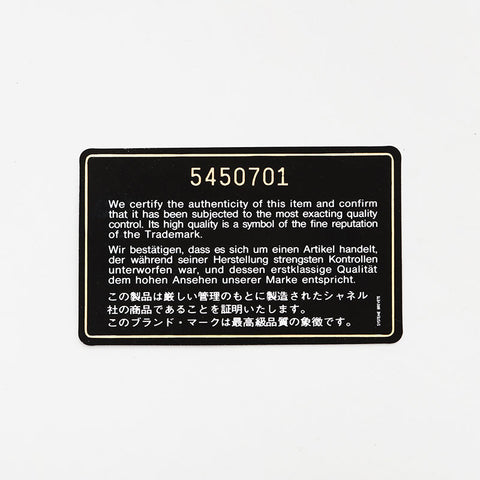 5450701
We certify the authenticity of this item and confirm
that it has been subjected to the most exacting quality
control. Its high quality is a symbol of the fine reputation
of the Trademark.
Wir bestätigen, dass es sich um einen Artikel handelt,
der während seiner Herstellung strengsten Kontrollen
unterworfen war, und dessen erstklassige Qualität
dem hohen Ansehen unserer Marke entspricht.
この製品は厳しい管理のもとに製造されたシャネル
社の商品であることを証明いたします。
このブランド・マークは最高級品質の象徴です。